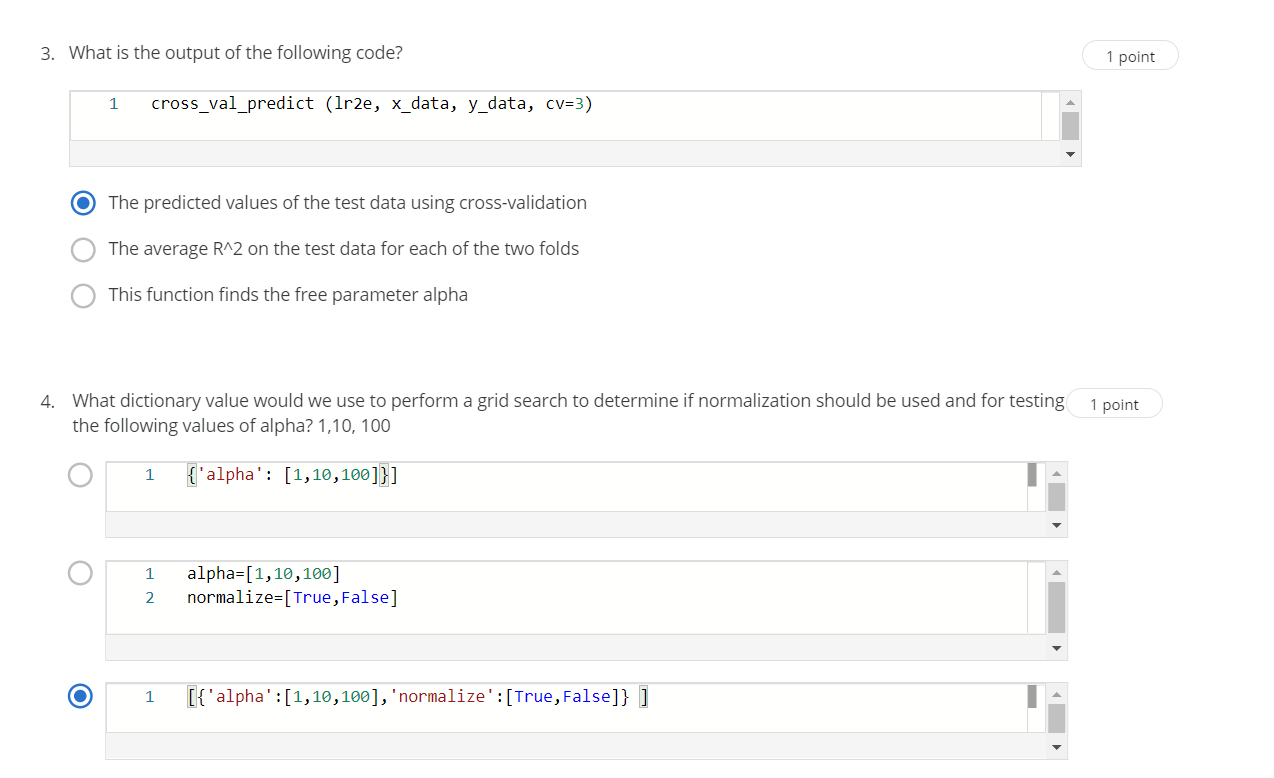 3. What is the output of the following code?
1 point
1 cross_val_predict (lr2e, x_data, y_data, cv=3)
The predicted values of the test data using cross-validation
The average R^2 on the test data for each of the two folds
This function finds the free parameter alpha
4. What dictionary value would we use to perform a grid search to determine if normalization should be used and for testing
1 point
the following values of alpha? 1,10, 100
1 {'alpha': [1,10,100]}]
1 alpha=[1,10,100]
2 normalize=[True,False]
1 [{'alpha':[1,10,100],'normalize':[True,False]} ]